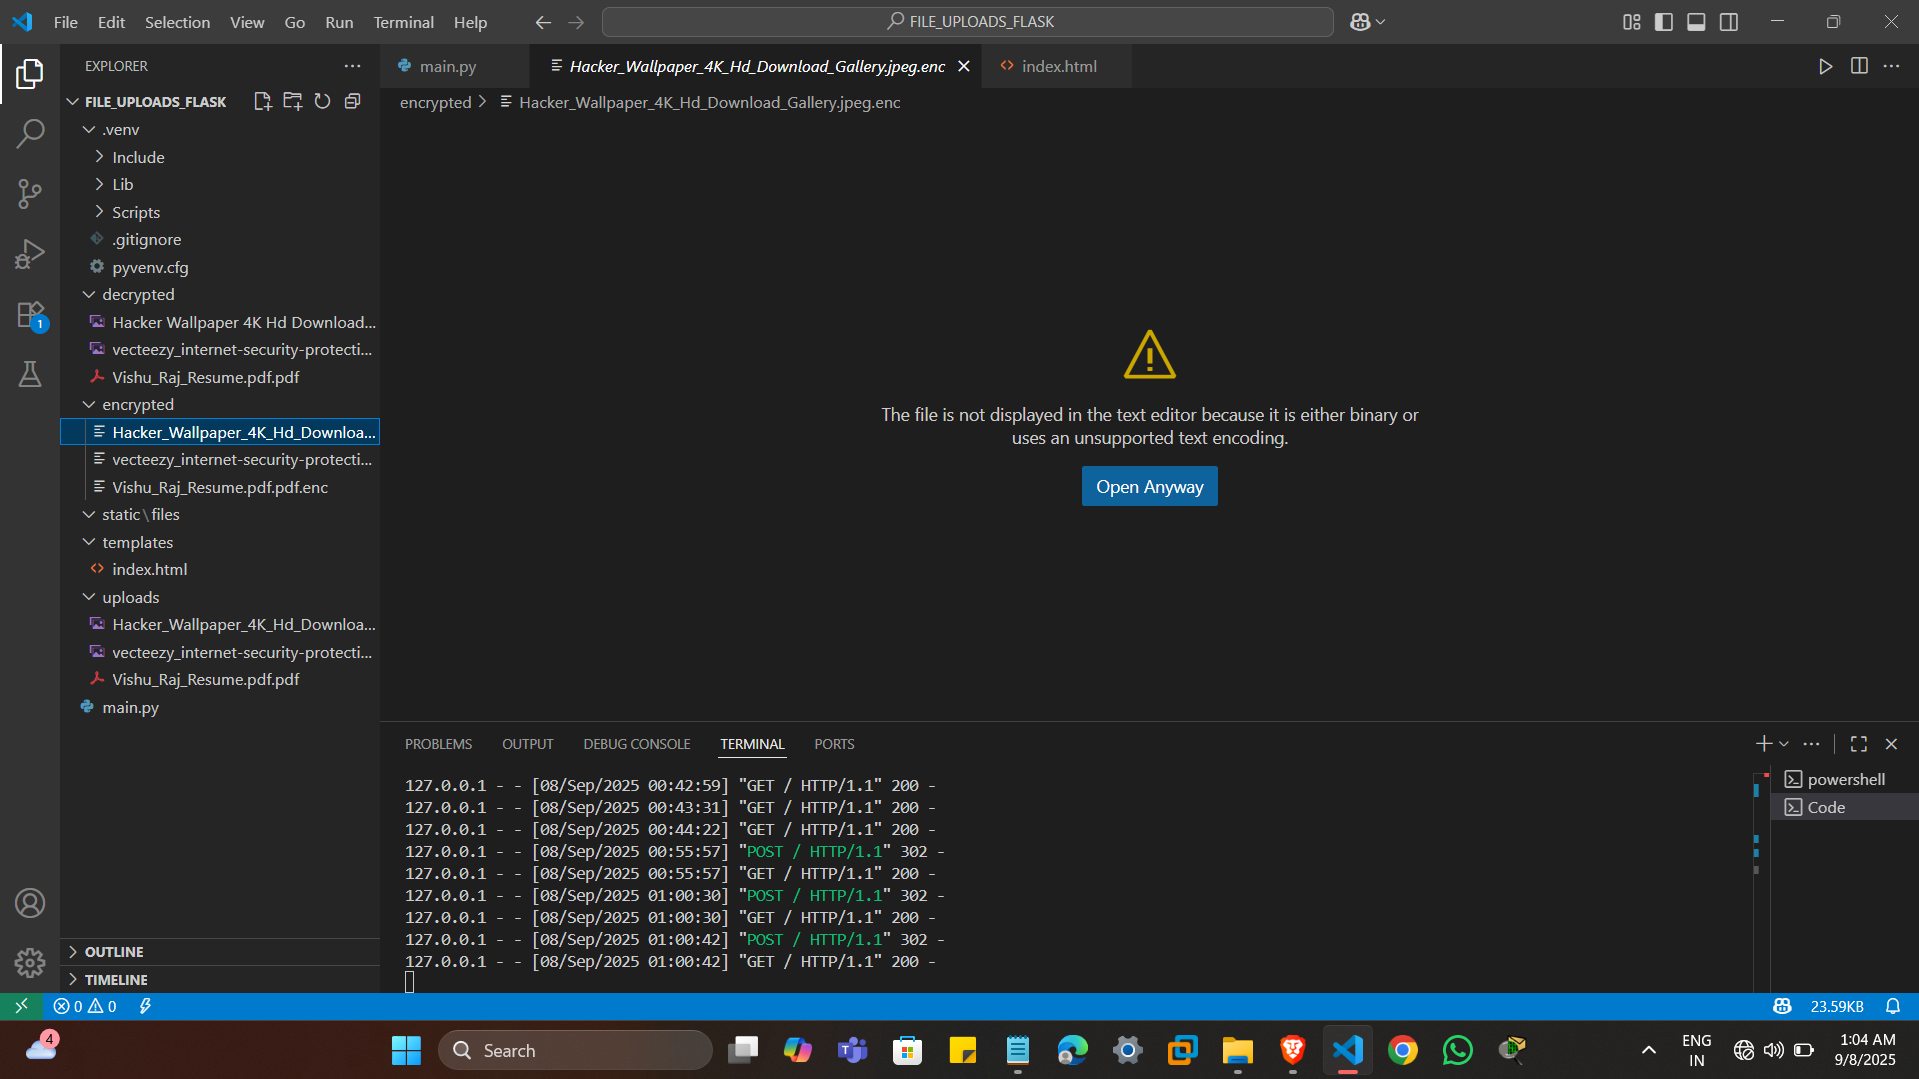 File Edit Selection View Go Run Terminal Help
FILE_UPLOADS_FLASK
EXPLORER
FILE_UPLOADS_FLASK
.venv
Include
Lib
Scripts
.gitignore
pyvenv.cfg
decrypted
Hacker Wallpaper 4K Hd Download...
vecteezy_internet-security-protecti...
Vishu_Raj_Resume.pdf.pdf
encrypted
Hacker_Wallpaper_4K_Hd_Downloa...
vecteezy_internet-security-protecti...
Vishu_Raj_Resume.pdf.pdf.enc
static\files
templates
index.html
uploads
Hacker_Wallpaper_4K_Hd_Downloa...
vecteezy_internet-security-protecti...
Vishu_Raj_Resume.pdf.pdf
main.py
OUTLINE
TIMELINE
1
main.py
Hacker_Wallpaper_4K_Hd_Download_Gallery.jpeg.enc
index.html
encrypted > Hacker_Wallpaper_4K_Hd_Download_Gallery.jpeg.enc
The file is not displayed in the text editor because it is either binary or
uses an unsupported text encoding.
Open Anyway
PROBLEMS OUTPUT DEBUG CONSOLE TERMINAL PORTS
127.0.0.1 - - [08/Sep/2025 00:42:59] "GET / HTTP/1.1" 200 -
127.0.0.1 - - [08/Sep/2025 00:43:31] "GET / HTTP/1.1" 200 -
127.0.0.1 - - [08/Sep/2025 00:44:22] "GET / HTTP/1.1" 200 -
127.0.0.1 - - [08/Sep/2025 00:55:57] "POST / HTTP/1.1" 302 -
127.0.0.1 - - [08/Sep/2025 00:55:57] "GET / HTTP/1.1" 200 -
127.0.0.1 - - [08/Sep/2025 01:00:30] "POST / HTTP/1.1" 302 -
127.0.0.1 - - [08/Sep/2025 01:00:30] "GET / HTTP/1.1" 200 -
127.0.0.1 - - [08/Sep/2025 01:00:42] "POST / HTTP/1.1" 302 -
127.0.0.1 - - [08/Sep/2025 01:00:42] "GET / HTTP/1.1" 200 -
powershell
Code
0 0
23.59KB
4
Search
ENG
IN
1:04 AM
9/8/2025